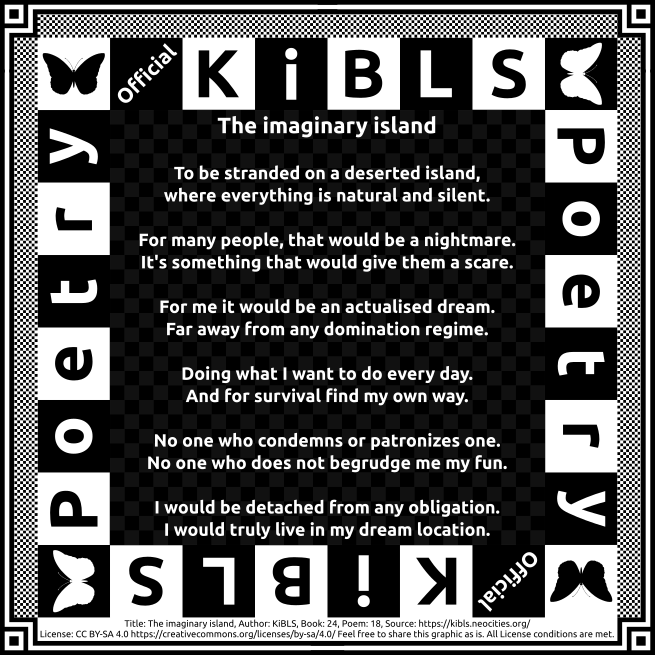 Official KiBLS
Poetry
Poetry
The imaginary island
To be stranded on a deserted island,
where everything is natural and silent.
For many people, that would be a nightmare.
It's something that would give them a scare.
For me it would be an actualised dream.
Far away from any domination regime.
Doing what I want to do every day.
And for survival find my own way.
No one who condemns or patronizes one.
No one who does not begrudge me my fun.
I would be detached from any obligation.
I would truly live in my dream location.
Official KiBLS
Title: The imaginary island, Author: KiBLS, Book: 24, Poem: 18, Source: https://kibls.neocities.org/
License: CC BY-SA 4.0 https://creativecommons.org/licenses/by-sa/4.0/ Feel free to share this graphic as is. All License conditions are met.